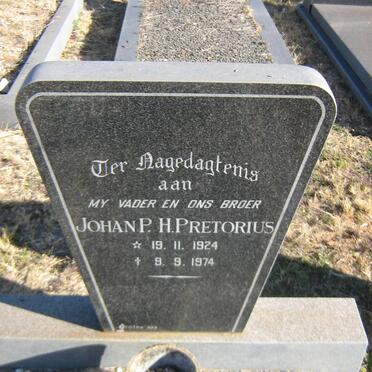 Ter Nagedagtenis
aan
MY VADER EN ONS BROER
JOHAN P. H. PRETORIUS
☆ 19. 11. 1924
✝ 9. 9. 1974